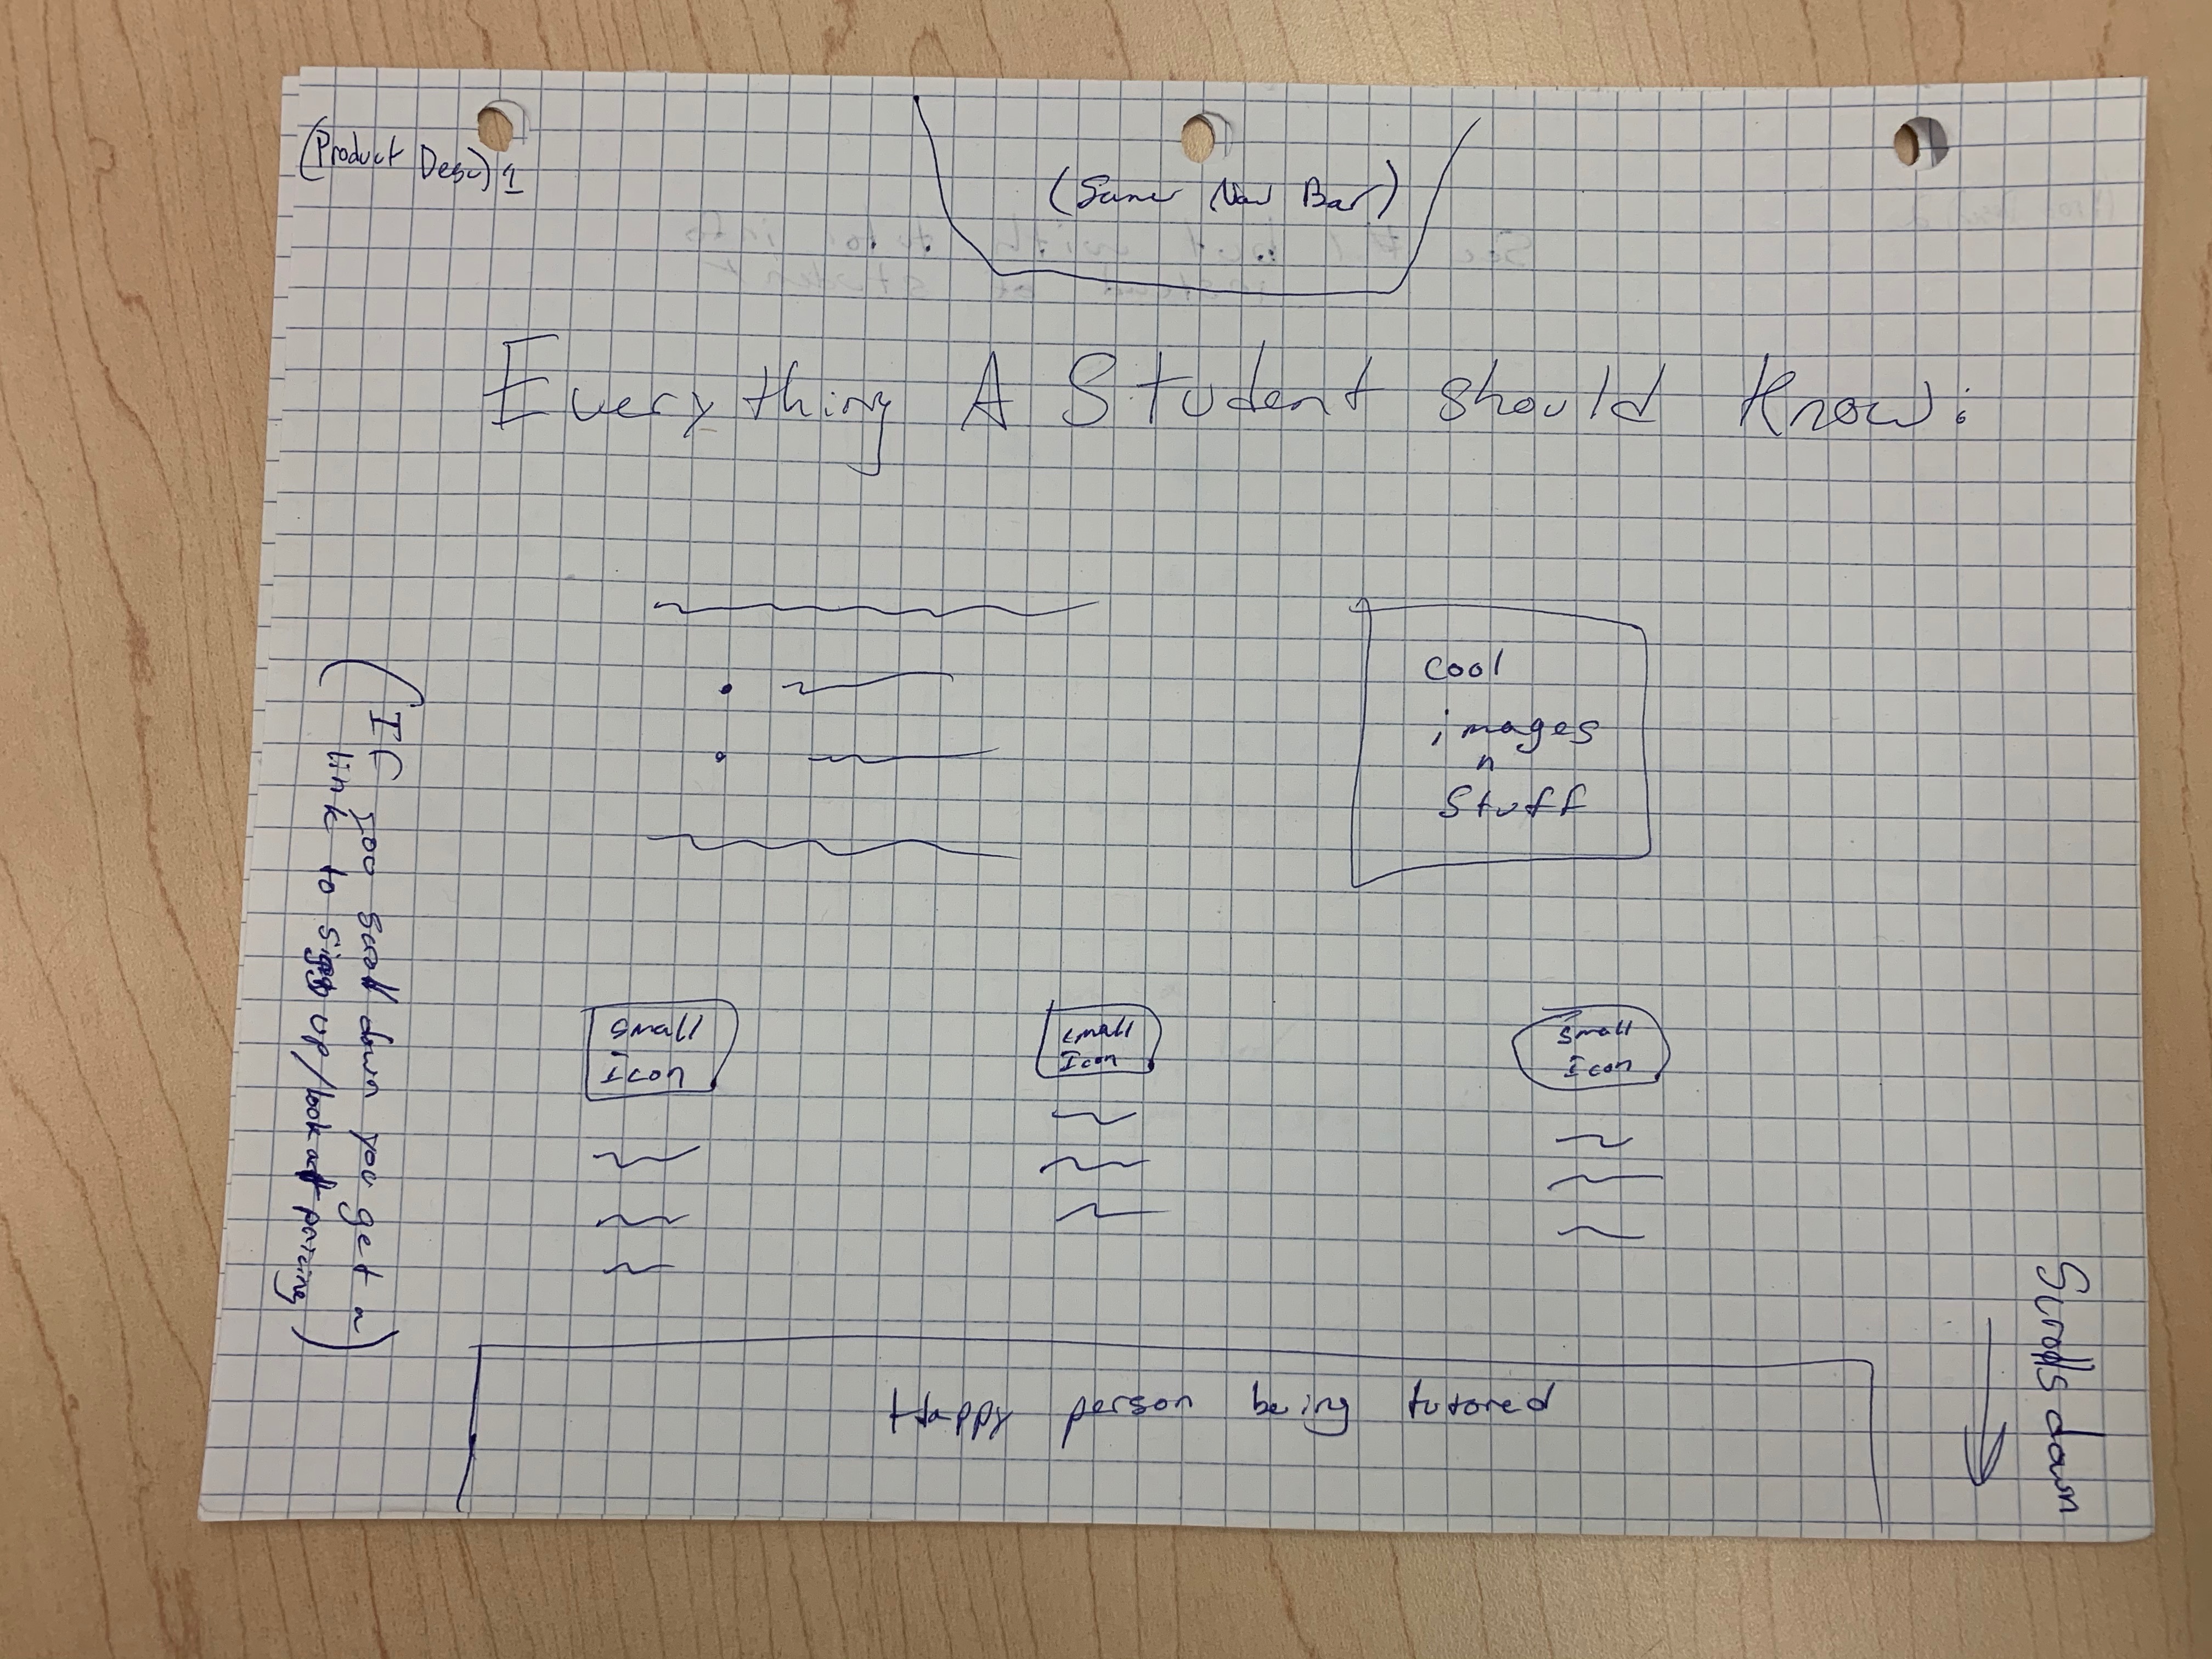 (Product Desc) 1
(Same Nav Bar)
Everything A Student should Know:
cool
images
n
Stuff
(If you scroll down you get a
link to sign up/look at pricing)
Small
Icon
Small
Icon
Small
Icon
Scrolls down
Happy person being tutored